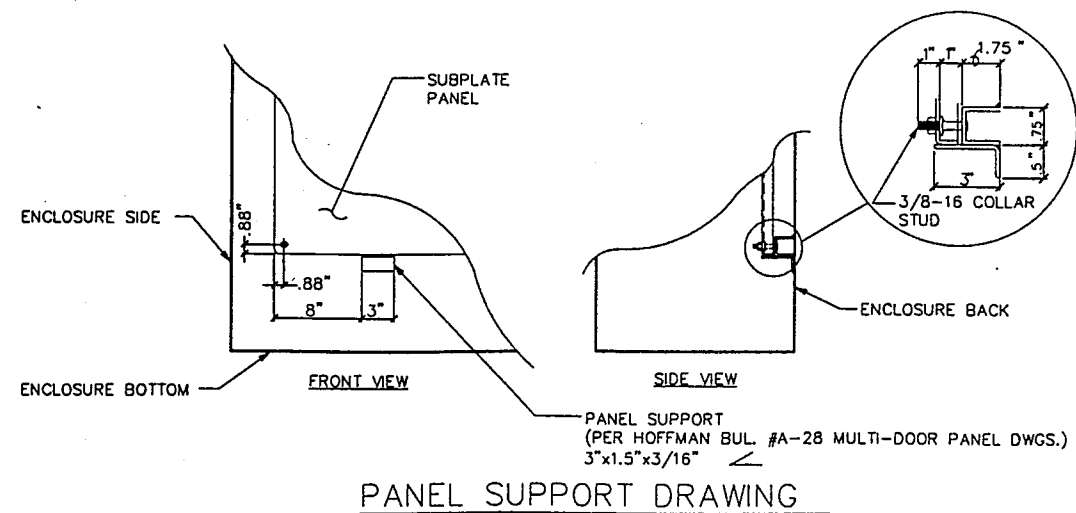 1"
1"
1.75 "
SUBPLATE
PANEL
.75"
.5"
3"
3/8-16 COLLAR
STUD
ENCLOSURE SIDE
.88"
.88"
8"
3"
ENCLOSURE BACK
ENCLOSURE BOTTOM
FRONT VIEW
SIDE VIEW
PANEL SUPPORT
(PER HOFFMAN BUL. #A-28 MULTI-DOOR PANEL DWGS.)
3"x1.5"x3/16"
PANEL SUPPORT DRAWING